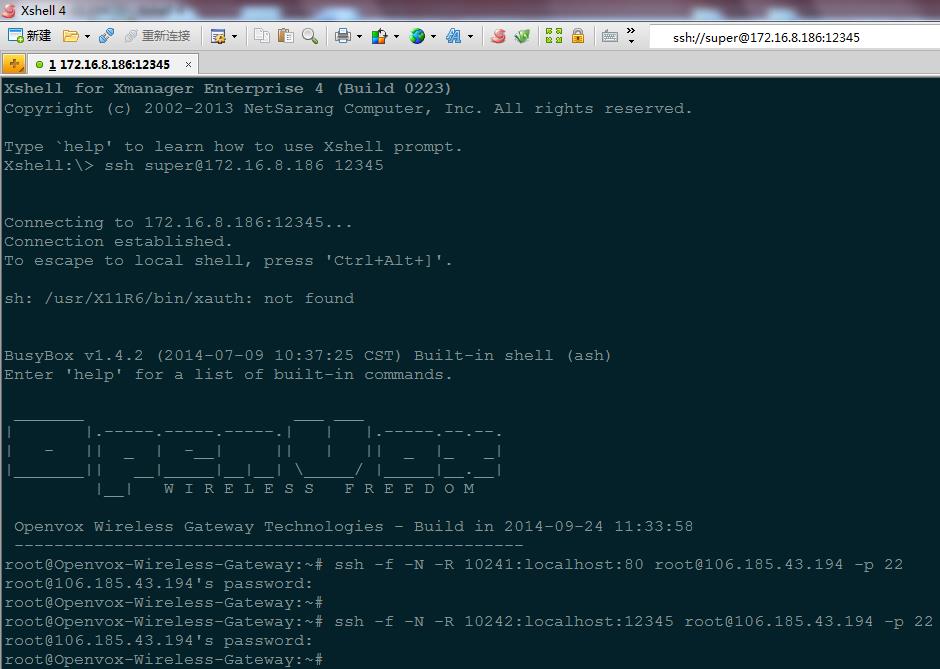 Xshell 4
新建
重新连接
ssh://super@172.16.8.186:12345
1 172.16.8.186:12345
Xshell for Xmanager Enterprise 4 (Build 0223)
Copyright (c) 2002-2013 NetSarang Computer, Inc. All rights reserved.
Type `help' to learn how to use Xshell prompt.
Xshell:\> ssh super@172.16.8.186 12345
Connecting to 172.16.8.186:12345...
Connection established.
To escape to local shell, press 'Ctrl+Alt+]'.
sh: /usr/X11R6/bin/xauth: not found
BusyBox v1.4.2 (2014-07-09 10:37:25 CST) Built-in shell (ash)
Enter 'help' for a list of built-in commands.
OpenVox
W I R E L E S S   F R E E D O M
Openvox Wireless Gateway Technologies - Build in 2014-09-24 11:33:58
---------------------------------------------------
root@Openvox-Wireless-Gateway:~# ssh -f -N -R 10241:localhost:80 root@106.185.43.194 -p 22
root@106.185.43.194's password:
root@Openvox-Wireless-Gateway:~#
root@Openvox-Wireless-Gateway:~# ssh -f -N -R 10242:localhost:12345 root@106.185.43.194 -p 22
root@106.185.43.194's password:
root@Openvox-Wireless-Gateway:~#